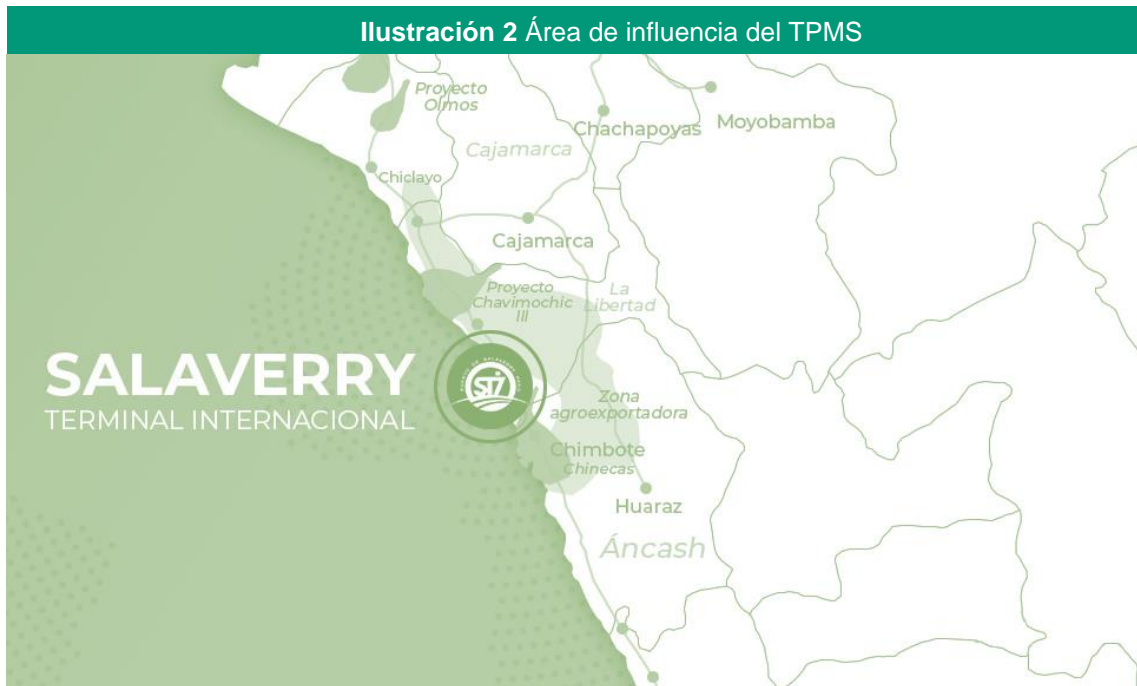 Ilustración 2 Área de influencia del TPMS
Proyecto
Olmos
Chachapoyas
Moyobamba
Cajamarca
Chiclayo
Cajamarca
Proyecto
Chavimochic
III
La
Libertad
SALAVERRY
TERMINAL INTERNACIONAL
STI
Zona
agroexportadora
Chimbote
Chinecas
Huaraz
Áncash